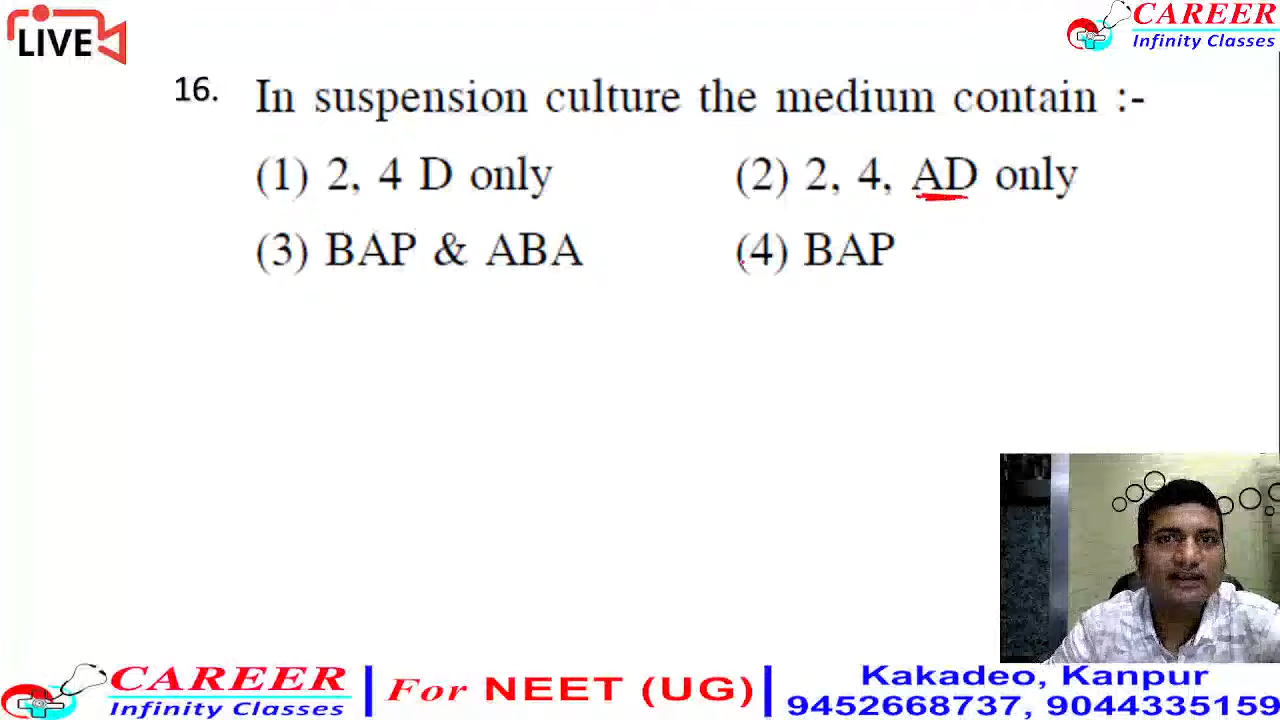 LIVE
CAREER
Infinity Classes
16. In suspension culture the medium contain :-
(1) 2, 4 D only (2) 2, 4, AD only
(3) BAP & ABA (4) BAP
CAREER
Infinity Classes
For NEET (UG)
Kakadeo, Kanpur
9452668737, 9044335159